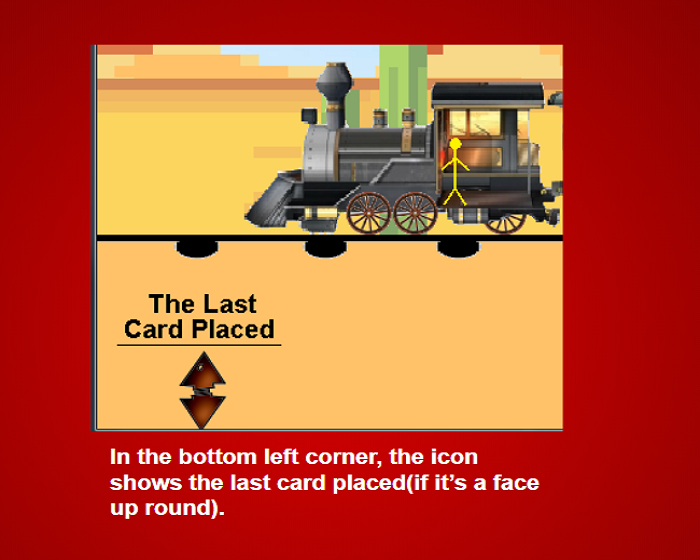 The Last
Card Placed
In the bottom left corner, the icon
shows the last card placed(if it’s a face
up round).